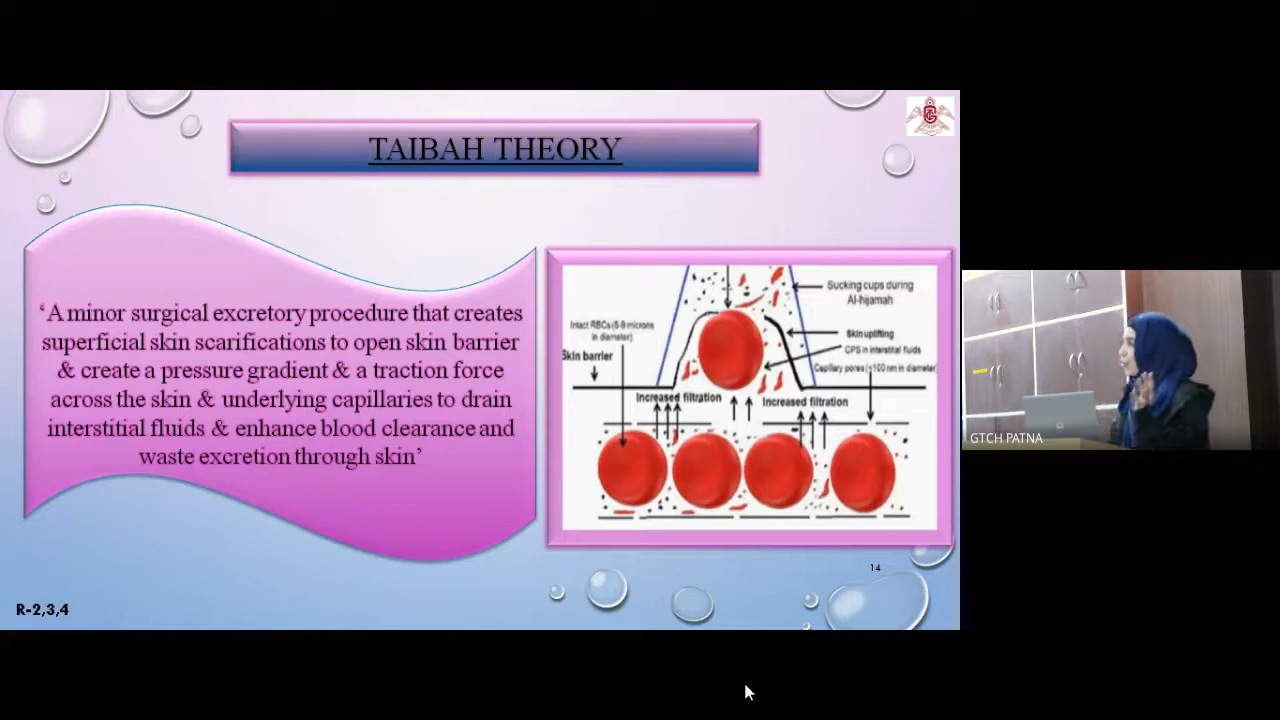 TAIBAH THEORY
‘A minor surgical excretory procedure that creates
superficial skin scarifications to open skin barrier
& create a pressure gradient & a traction force
across the skin & underlying capillaries to drain
interstitial fluids & enhance blood clearance and
waste excretion through skin’
Sucking cups during
Al-hijamah
Intact RBCs (6-9 microns
in diameter)
Skin uplifting
Skin barrier
CPS in interstitial fluids
Capillary pores (<100 nm in diameter
Increased filtration
Increased filtration
14
R-2,3,4
GTCH PATNA